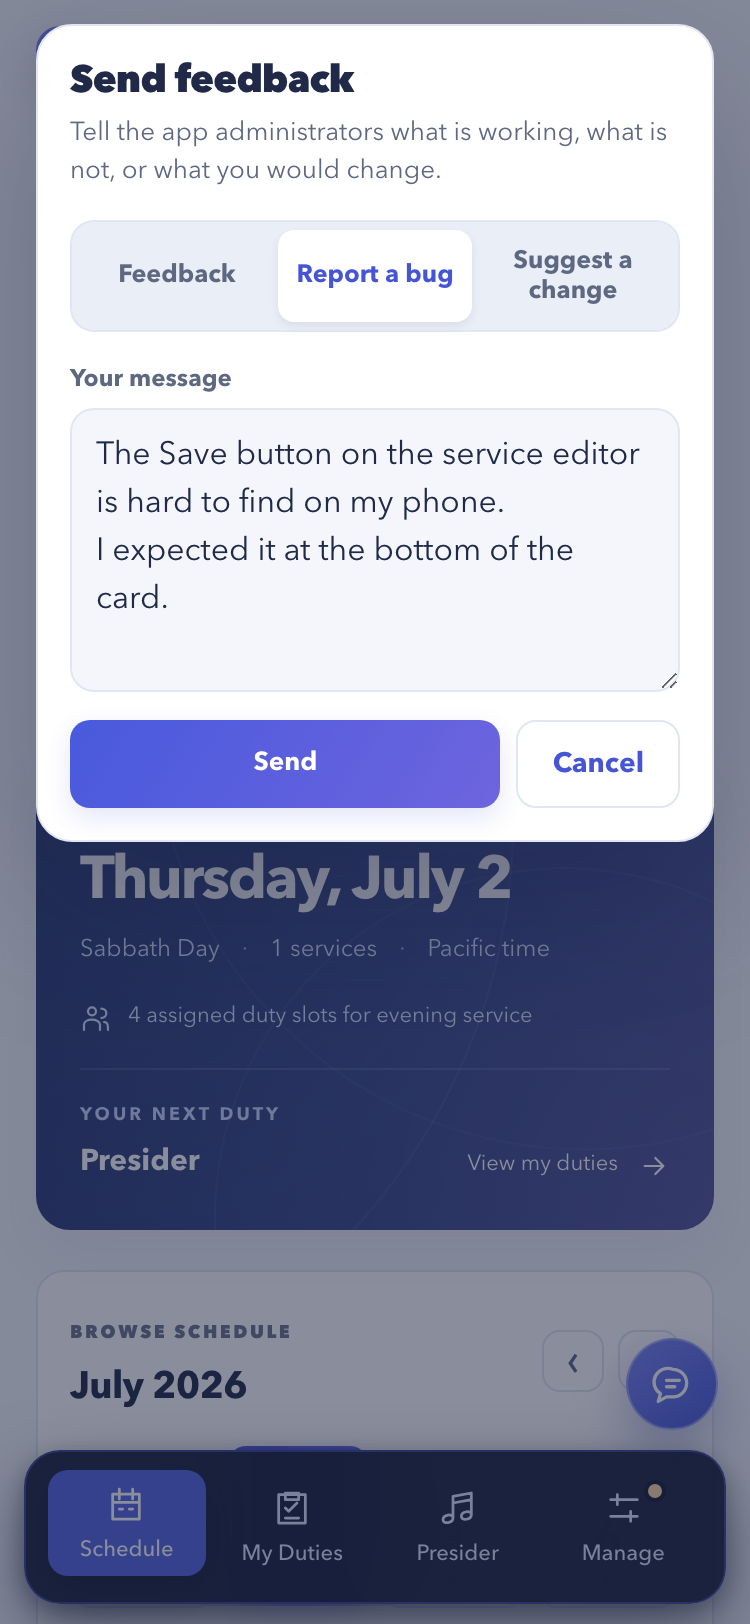 Send feedback
Tell the app administrators what is working, what is
not, or what you would change.
Feedback
Report a bug
Suggest a
change
Your message
The Save button on the service editor
is hard to find on my phone.
I expected it at the bottom of the
card.
Send
Cancel
Thursday, July 2
Sabbath Day · 1 services · Pacific time
4 assigned duty slots for evening service
YOUR NEXT DUTY
Presider
View my duties →
BROWSE SCHEDULE
July 2026
Schedule
My Duties
Presider
Manage